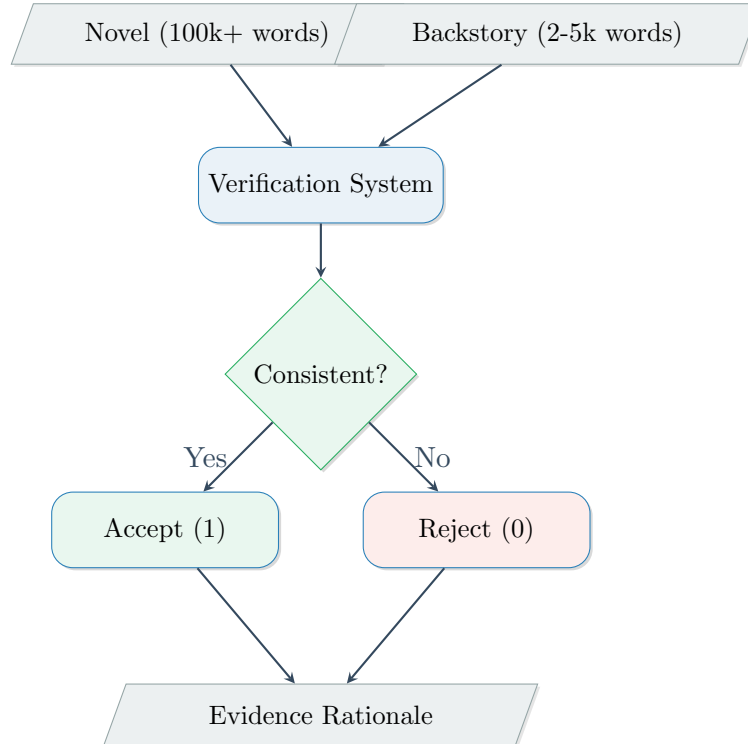 Novel (100k+ words)
Backstory (2-5k words)
Verification System
Consistent?
Yes
No
Accept (1)
Reject (0)
Evidence Rationale